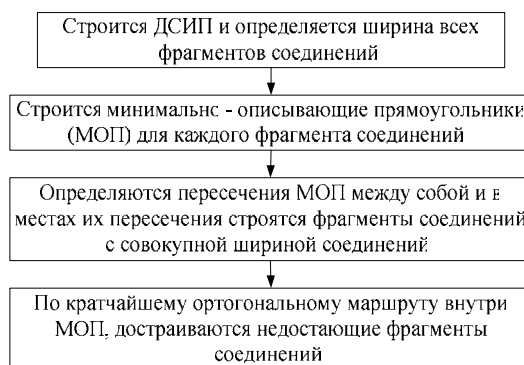 Строится ДСИП и определяется ширина всех
фрагментов соединений
Строится минимально - описывающие прямоугольники
(МОП) для каждого фрагмента соединений
Определяются пересечения МОП между собой и в
местах их пересечения строятся фрагменты соединений
с совокупной шириной соединений
По кратчайшему ортогональному маршруту внутри
МОП, достраиваются недостающие фрагменты
соединений